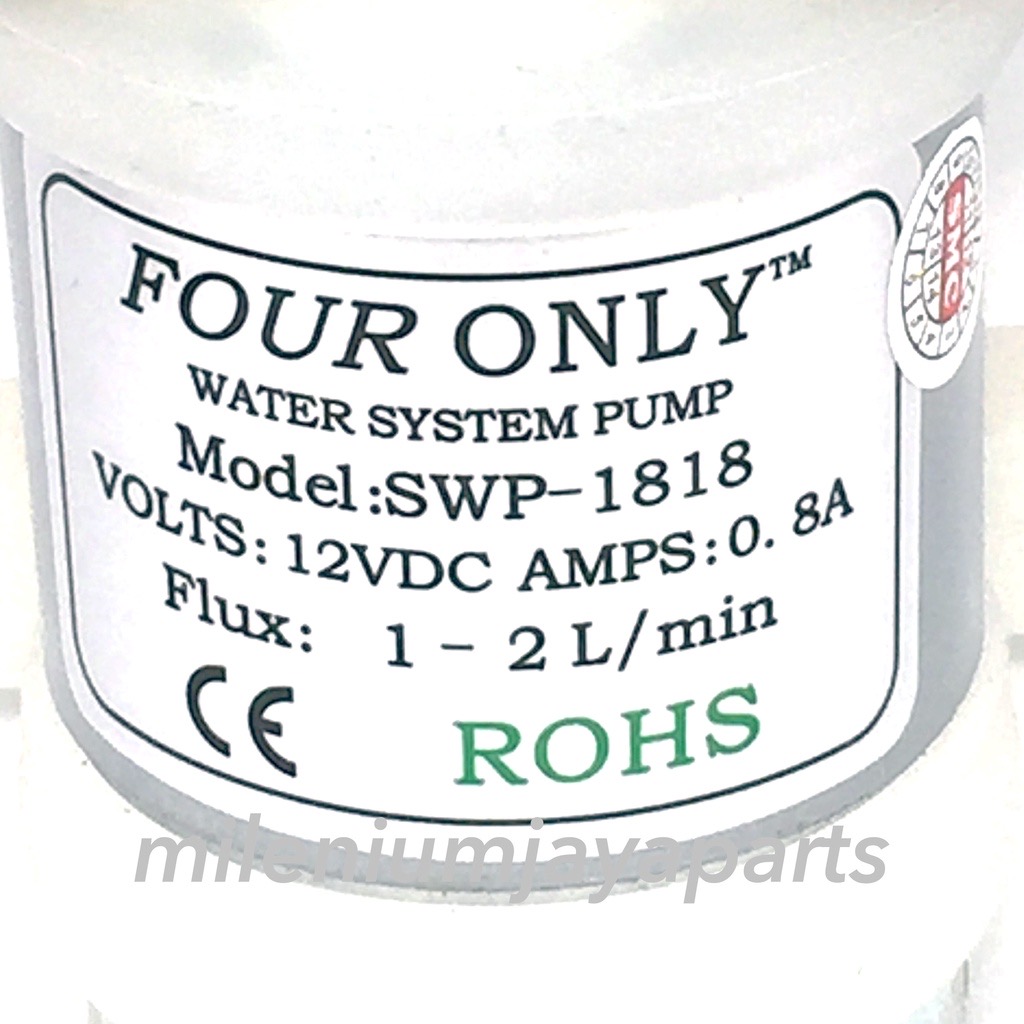 FOUR ONLY™
WATER SYSTEM PUMP
Model:SWP-1818
VOLTS: 12VDC AMPS:0.8A
Flux: 1 - 2 L/min
CE ROHS
SMC
mileniumjayaparts